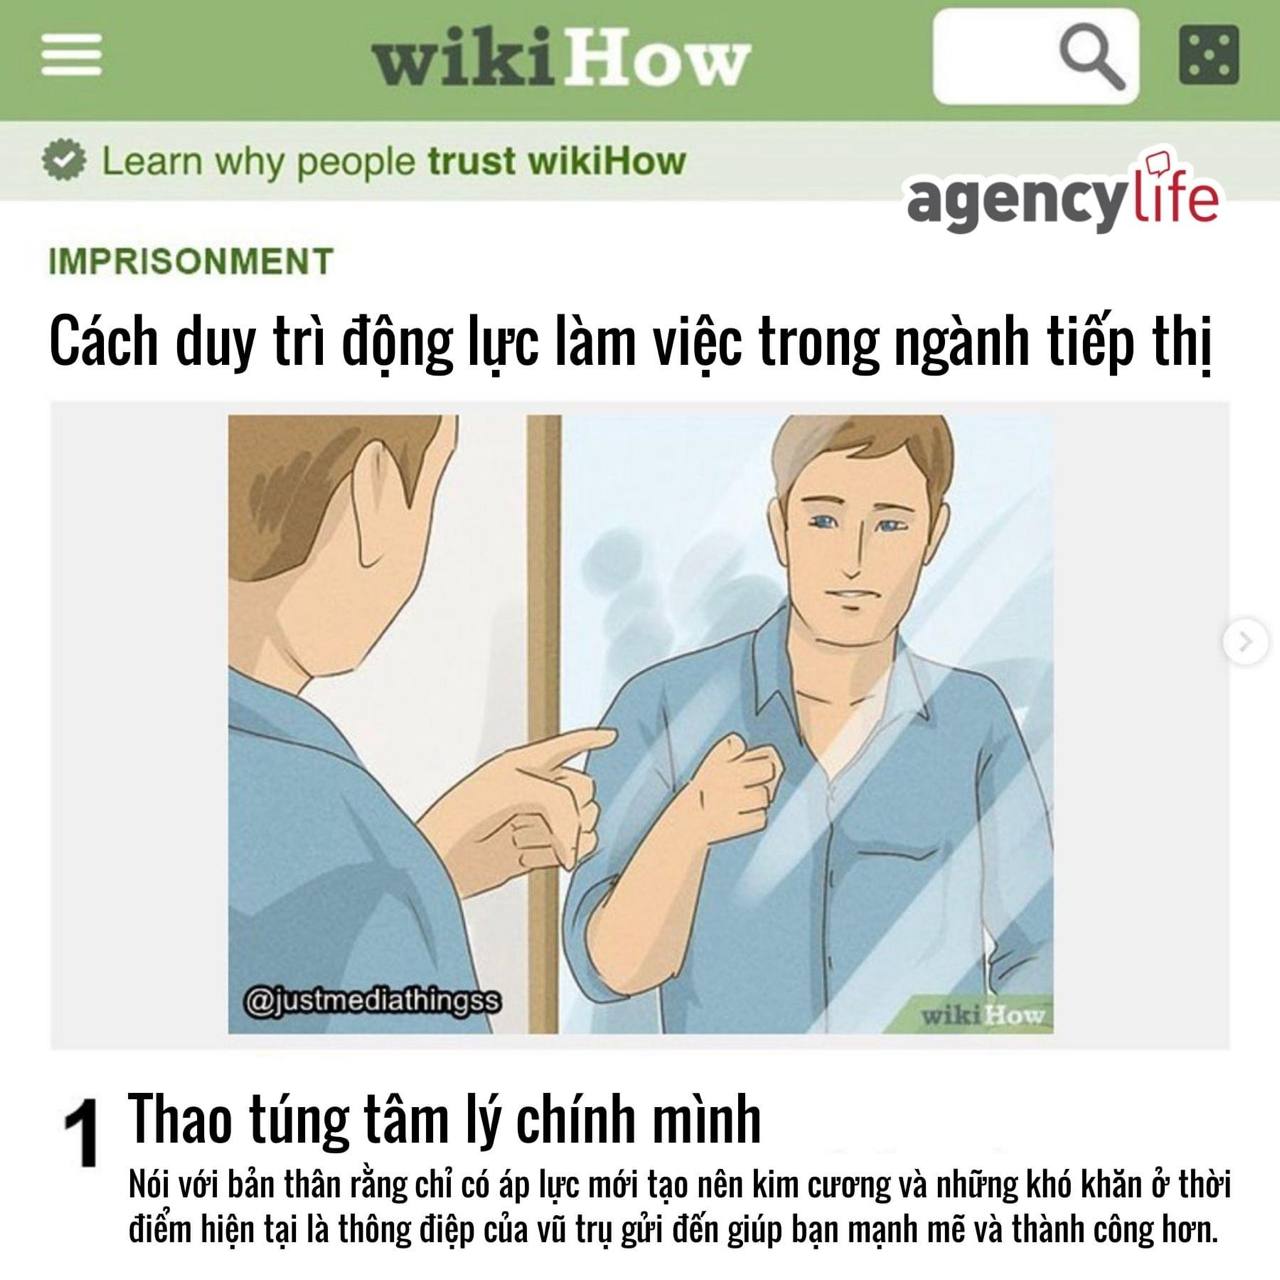 wikiHow
Learn why people trust wikiHow
agencylife
IMPRISONMENT
Cách duy trì động lực làm việc trong ngành tiếp thị
@justmediathingss
wikiHow
1 Thao túng tâm lý chính mình
Nói với bản thân rằng chỉ có áp lực mới tạo nên kim cương và những khó khăn ở thời
điểm hiện tại là thông điệp của vũ trụ gửi đến giúp bạn mạnh mẽ và thành công hơn.